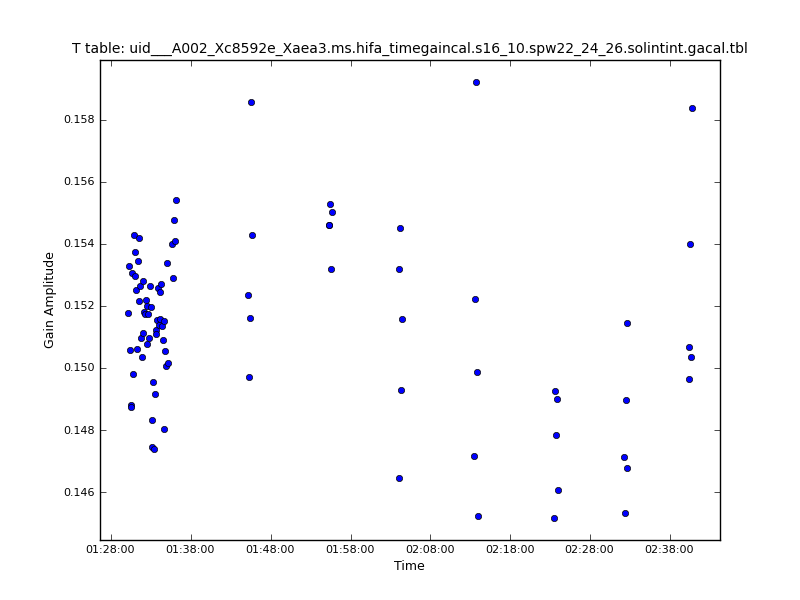 T table: uid___A002_Xc8592e_Xaea3.ms.hifa_timegaincal.s16_10.spw22_24_26.solintint.gacal.tbl
0.158
0.156
0.154
0.152
0.150
0.148
0.146
Gain Amplitude
01:28:00 01:38:00 01:48:00 01:58:00 02:08:00 02:18:00 02:28:00 02:38:00
Time